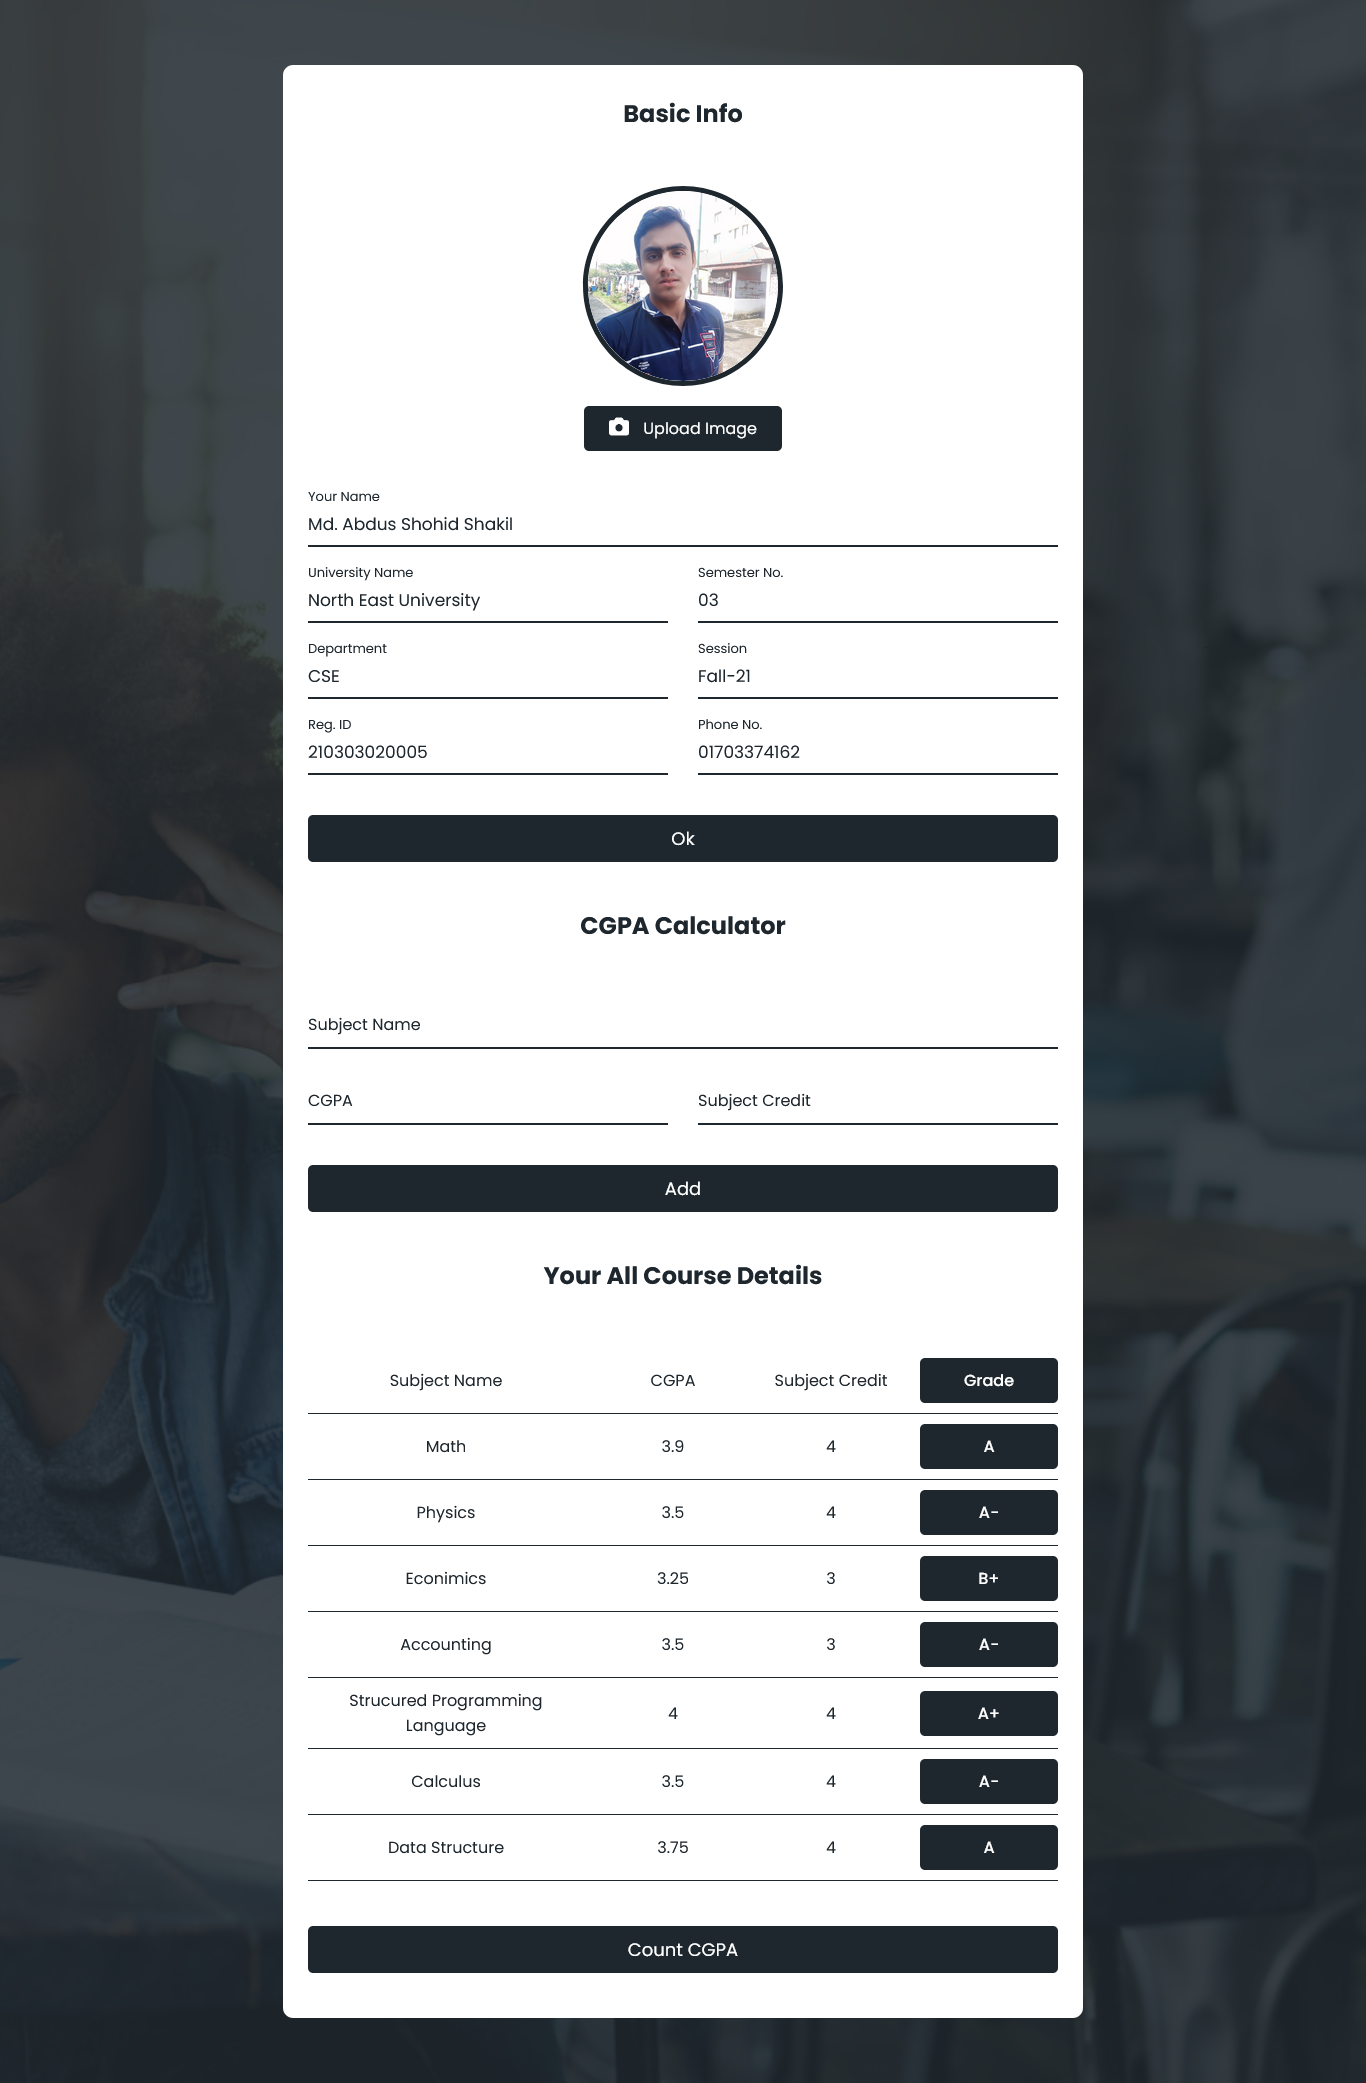 Basic Info
Upload Image
Your Name
Md. Abdus Shohid Shakil
University Name
North East University
Semester No.
03
Department
CSE
Session
Fall-21
Reg. ID
210303020005
Phone No.
01703374162
Ok
CGPA Calculator
Subject Name
CGPA
Subject Credit
Add
Your All Course Details
Subject Name CGPA Subject Credit Grade
Math 3.9 4 A
Physics 3.5 4 A-
Econimics 3.25 3 B+
Accounting 3.5 3 A-
Strucured Programming
Language 4 4 A+
Calculus 3.5 4 A-
Data Structure 3.75 4 A
Count CGPA